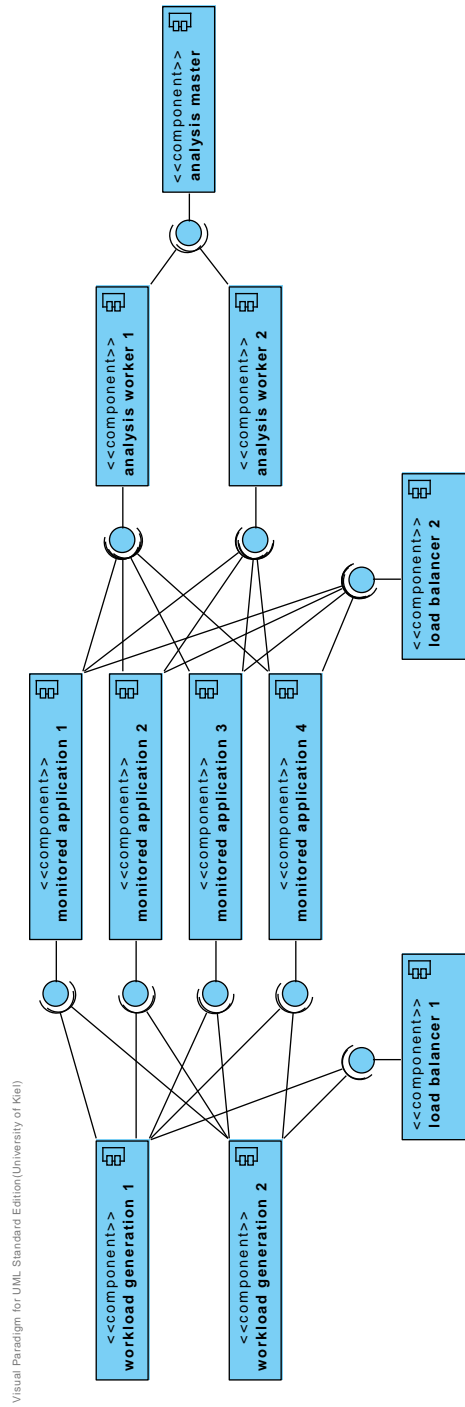 Visual Paradigm for UML Standard Edition(University of Kiel)
<<component>>
workload generation 1
<<component>>
workload generation 2
<<component>>
load balancer 1
<<component>>
monitored application 1
<<component>>
monitored application 2
<<component>>
monitored application 3
<<component>>
monitored application 4
<<component>>
load balancer 2
<<component>>
analysis worker 1
<<component>>
analysis worker 2
<<component>>
analysis master